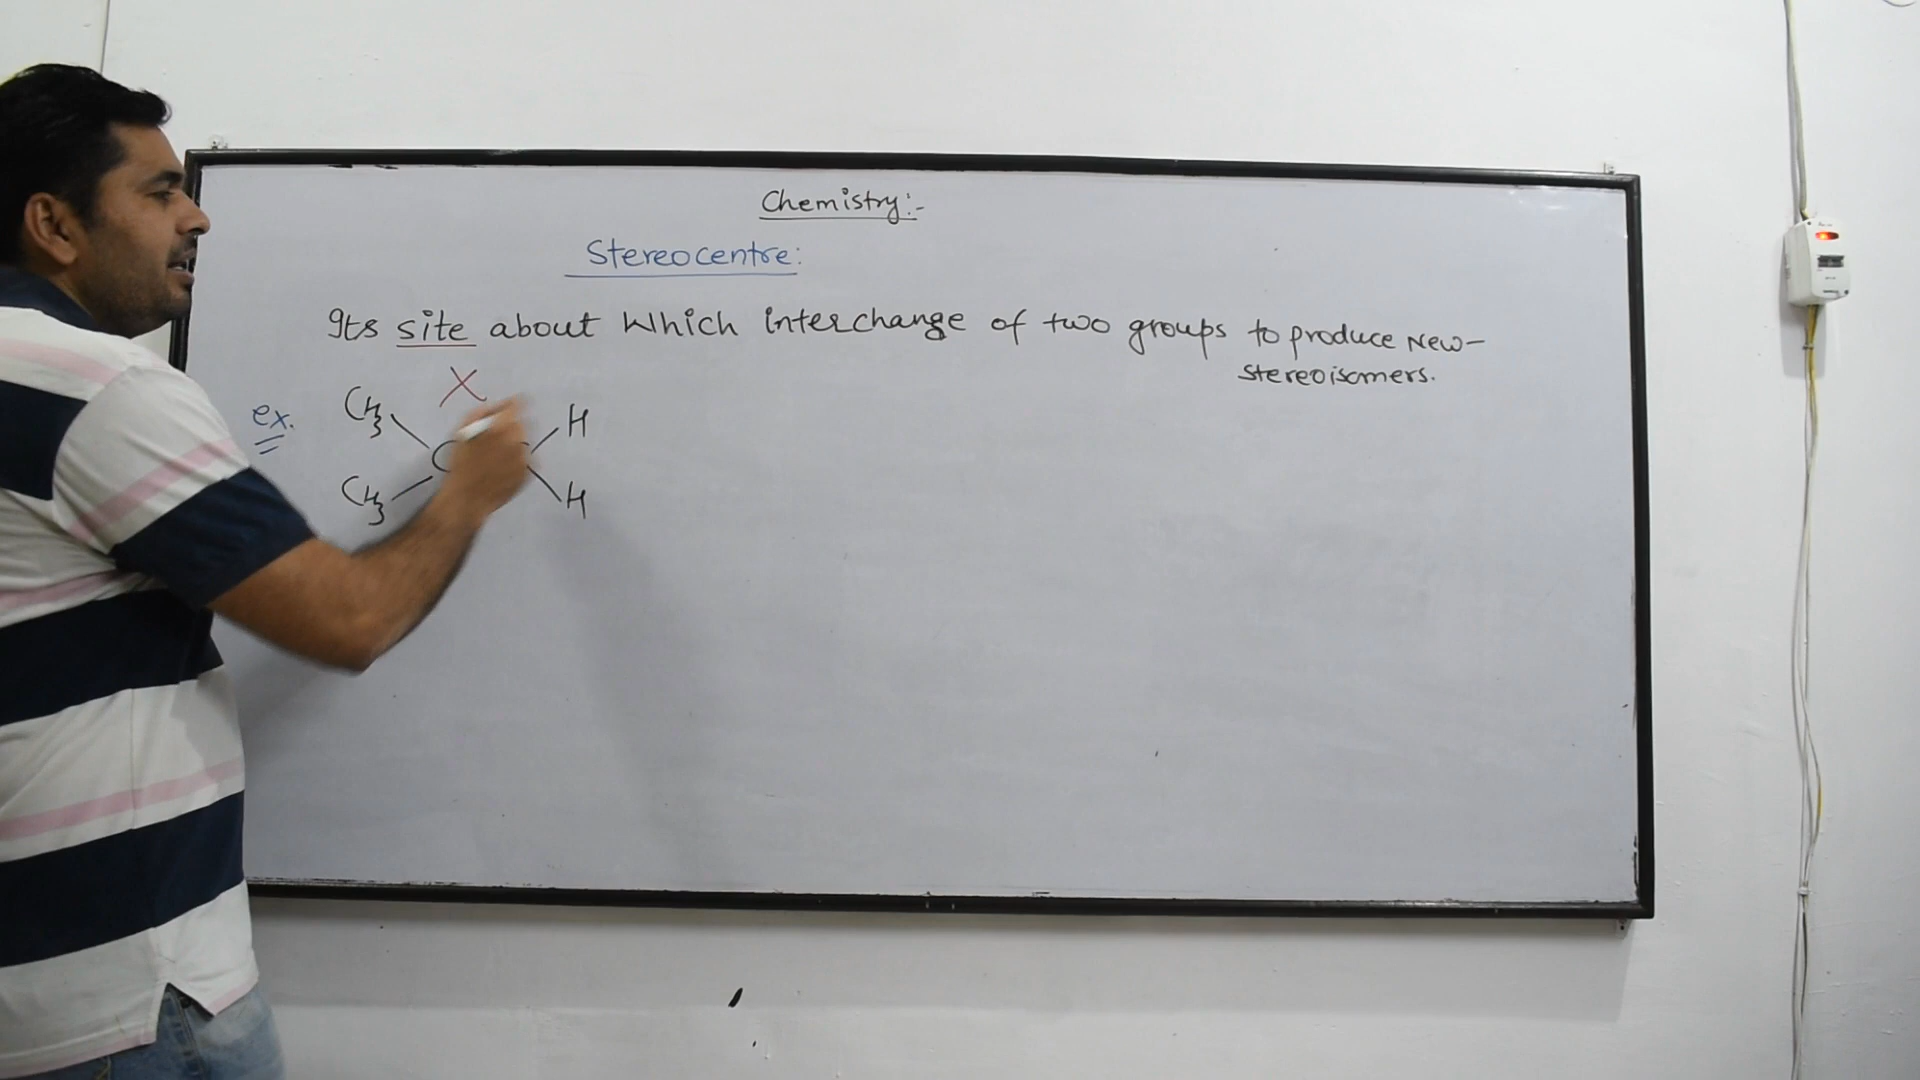 Chemistry:-
Stereocentre:
Its site about which interchange of two groups to produce New-
stereoisomers.
X
ex.
CH3 H
C
CH3 H